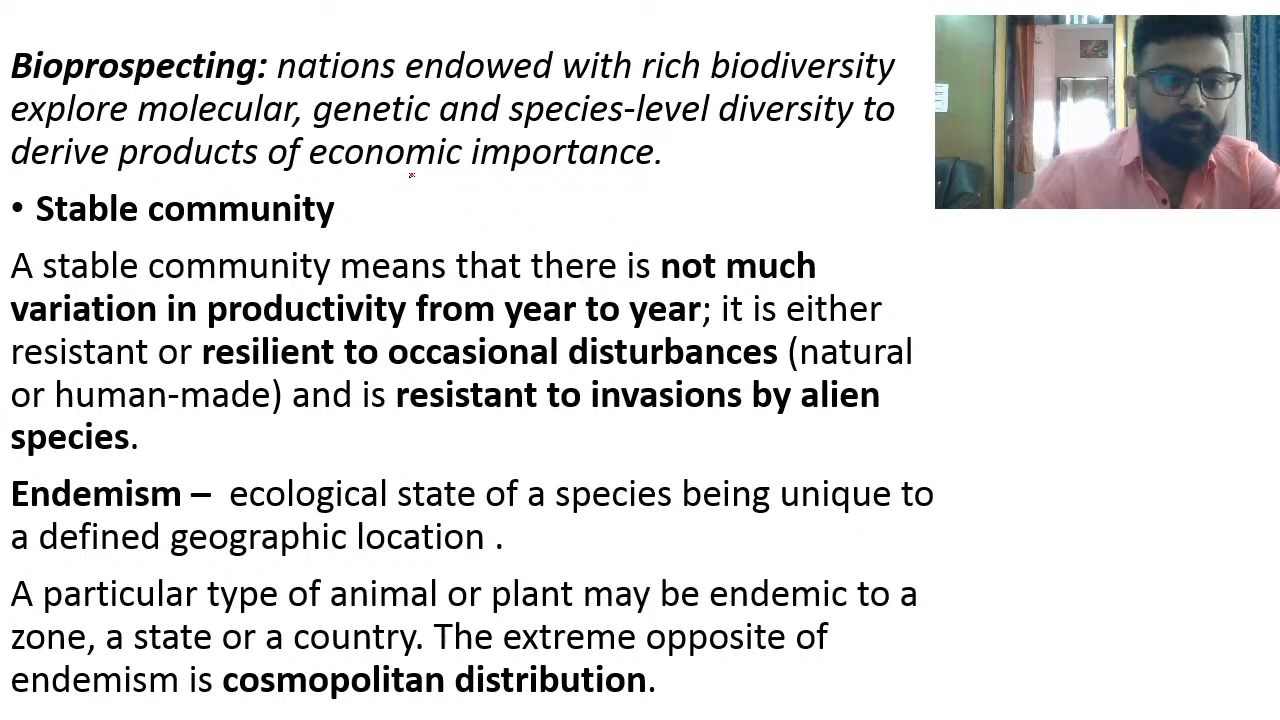 Bioprospecting: nations endowed with rich biodiversity
explore molecular, genetic and species-level diversity to
derive products of economic importance.
• Stable community
A stable community means that there is not much
variation in productivity from year to year; it is either
resistant or resilient to occasional disturbances (natural
or human-made) and is resistant to invasions by alien
species.
Endemism – ecological state of a species being unique to
a defined geographic location .
A particular type of animal or plant may be endemic to a
zone, a state or a country. The extreme opposite of
endemism is cosmopolitan distribution.